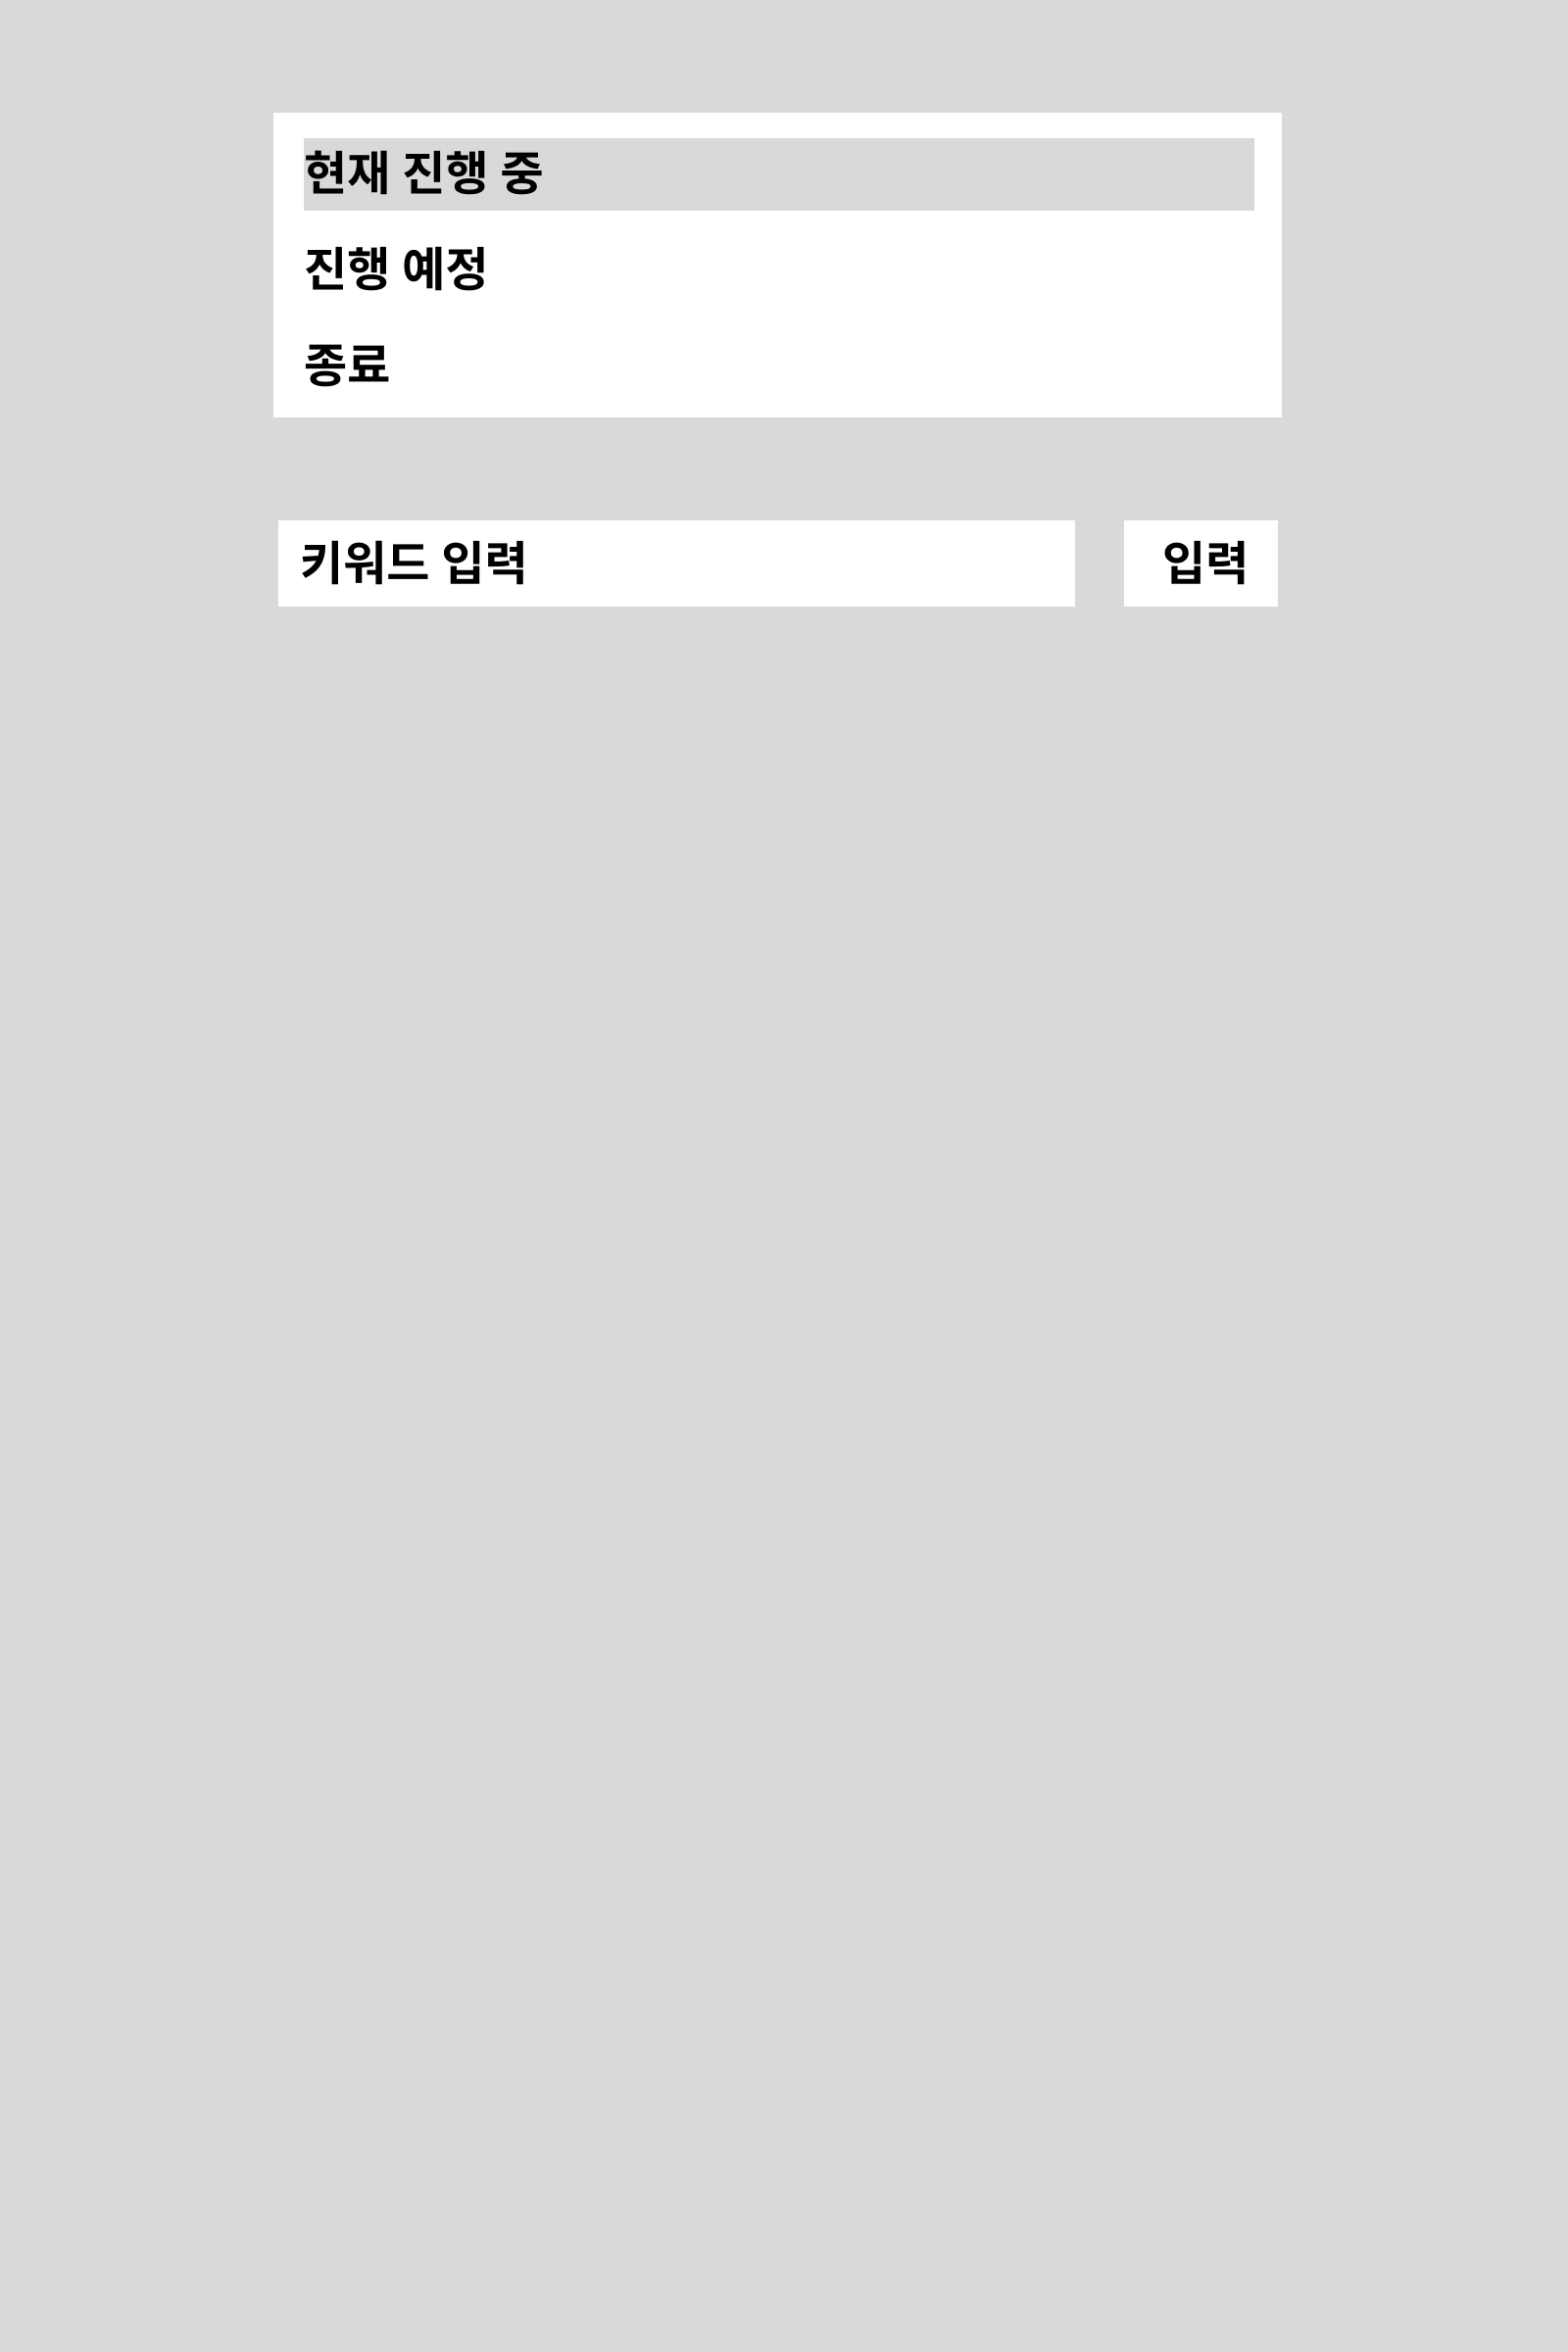 현재 진행 중
진행 예정
종료
키워드 입력
입력